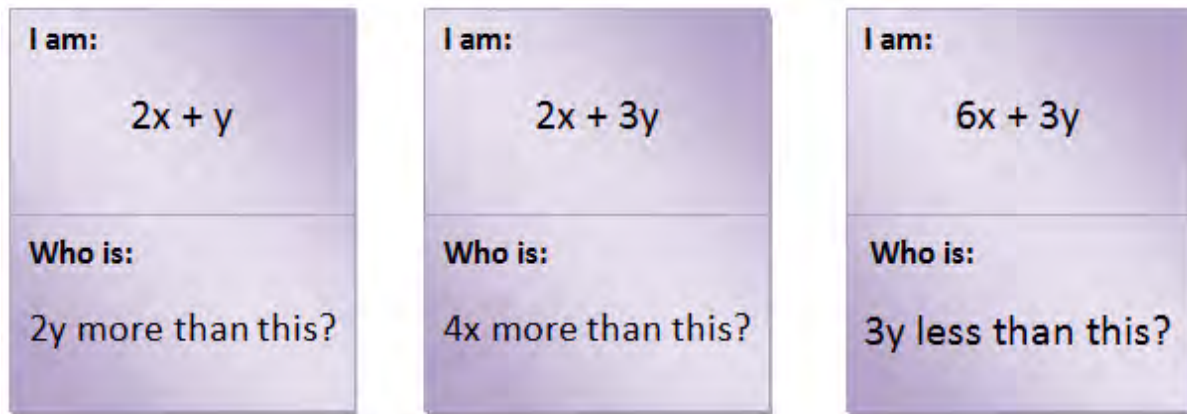 I am:
2x + y
Who is:
2y more than this?
I am:
2x + 3y
Who is:
4x more than this?
I am:
6x + 3y
Who is:
3y less than this?